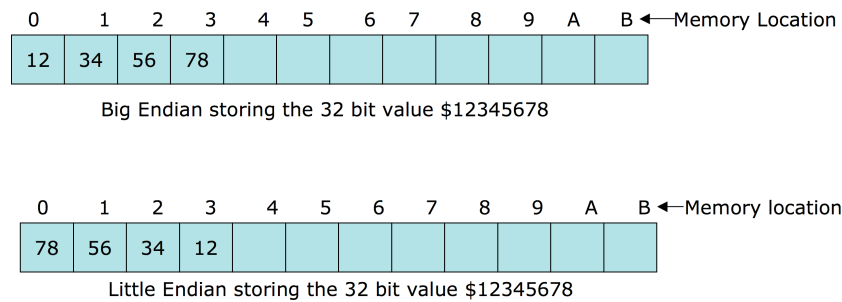 0 1 2 3 4 5 6 7 8 9 A B Memory Location
12 34 56 78
Big Endian storing the 32 bit value $12345678
0 1 2 3 4 5 6 7 8 9 A B Memory location
78 56 34 12
Little Endian storing the 32 bit value $12345678